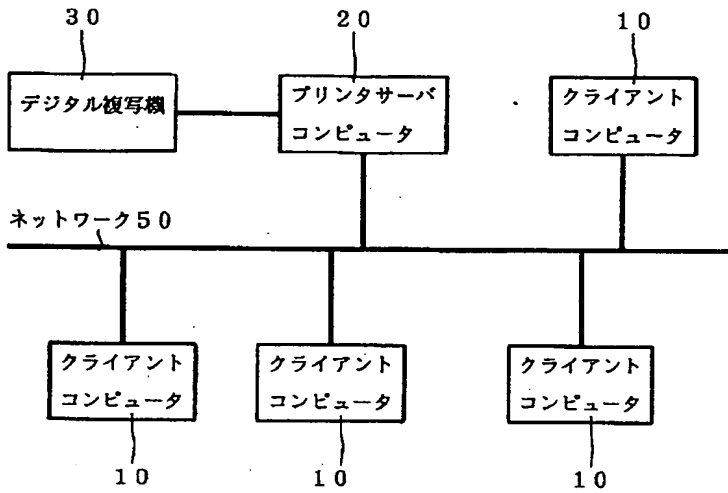 30
20
10
デジタル複写機
プリンタサーバ
コンピュータ
クライアント
コンピュータ
ネットワーク50
クライアント
コンピュータ
クライアント
コンピュータ
クライアント
コンピュータ
10
10
10